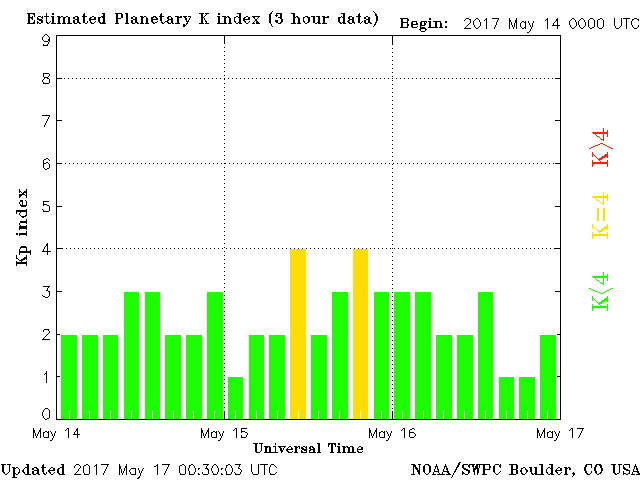 Estimated Planetary K index (3 hour data)
Begin: 2017 May 14 0000 UTC
9
8
7
6
5
4
3
2
1
0
Kp index
K>4
K=4
K<4
May 14
May 15
May 16
May 17
Universal Time
Updated 2017 May 17 00:30:03 UTC
NOAA/SWPC Boulder, CO USA